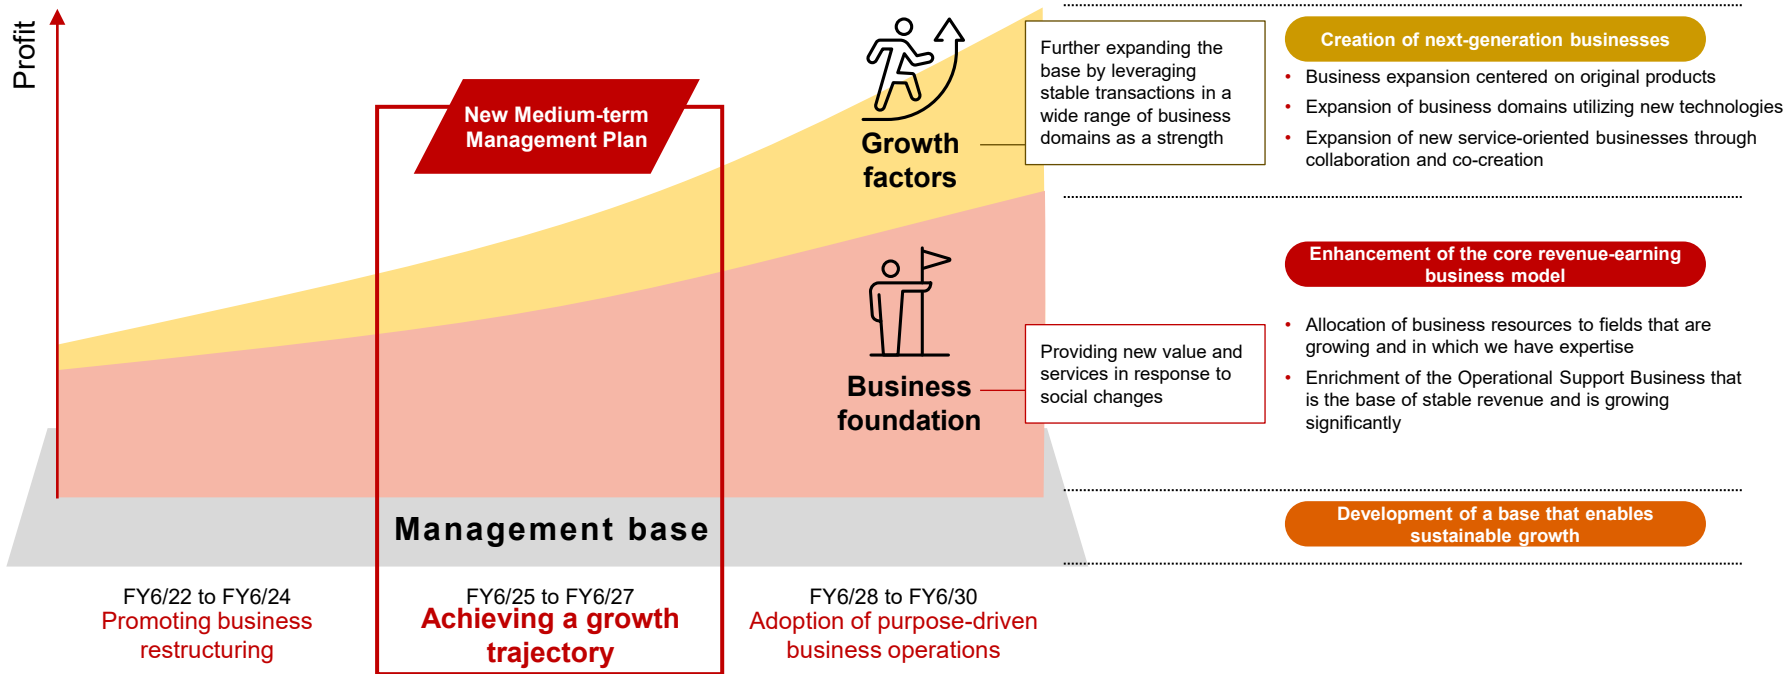 Profit
New Medium-term
Management Plan
Growth
factors
Further expanding the
base by leveraging
stable transactions in a
wide range of business
domains as a strength
Creation of next-generation businesses
• Business expansion centered on original products
• Expansion of business domains utilizing new technologies
• Expansion of new service-oriented businesses through
collaboration and co-creation
Business
foundation
Providing new value and
services in response to
social changes
Enhancement of the core revenue-earning
business model
• Allocation of business resources to fields that are
growing and in which we have expertise
• Enrichment of the Operational Support Business that
is the base of stable revenue and is growing
significantly
Management base
Development of a base that enables
sustainable growth
FY6/22 to FY6/24
Promoting business
restructuring
FY6/25 to FY6/27
Achieving a growth
trajectory
FY6/28 to FY6/30
Adoption of purpose-driven
business operations